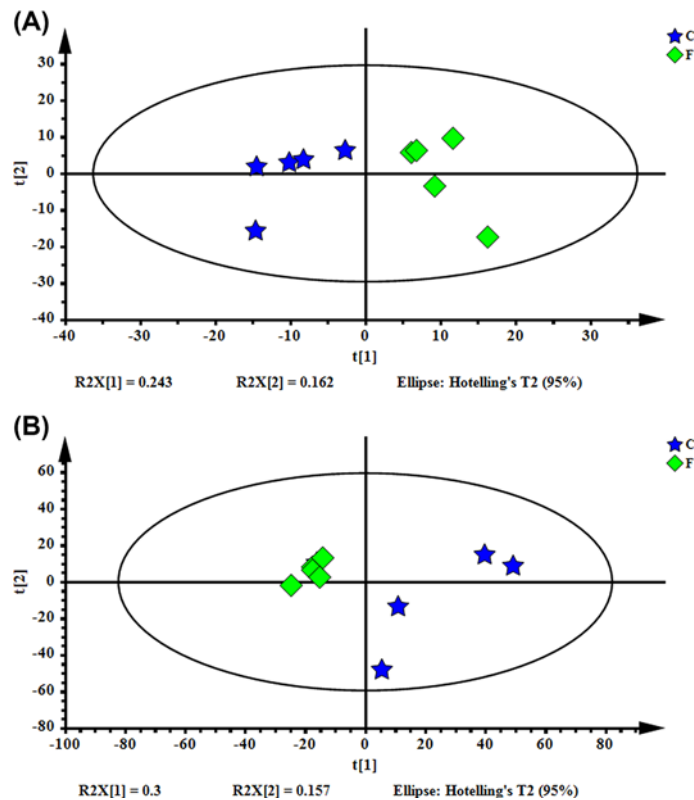 (A)
C
F
30
20
10
0
-10
-20
-30
-40
t[2]
-40 -30 -20 -10 0 10 20 30
t[1]
R2X[1] = 0.243 R2X[2] = 0.162 Ellipse: Hotelling's T2 (95%)
(B)
C
F
60
40
20
0
-20
-40
-60
-80
t[2]
-100 -80 -60 -40 -20 0 20 40 60 80
t[1]
R2X[1] = 0.3 R2X[2] = 0.157 Ellipse: Hotelling's T2 (95%)